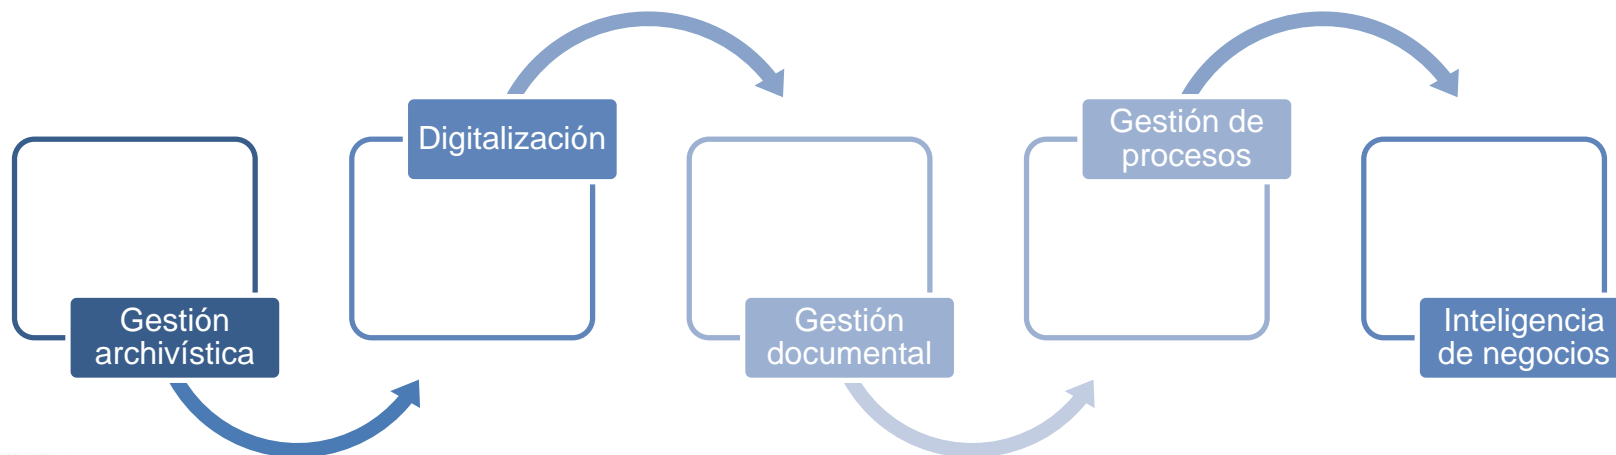 Gestión
archivística
Digitalización
Gestión
documental
Gestión de
procesos
Inteligencia
de negocios